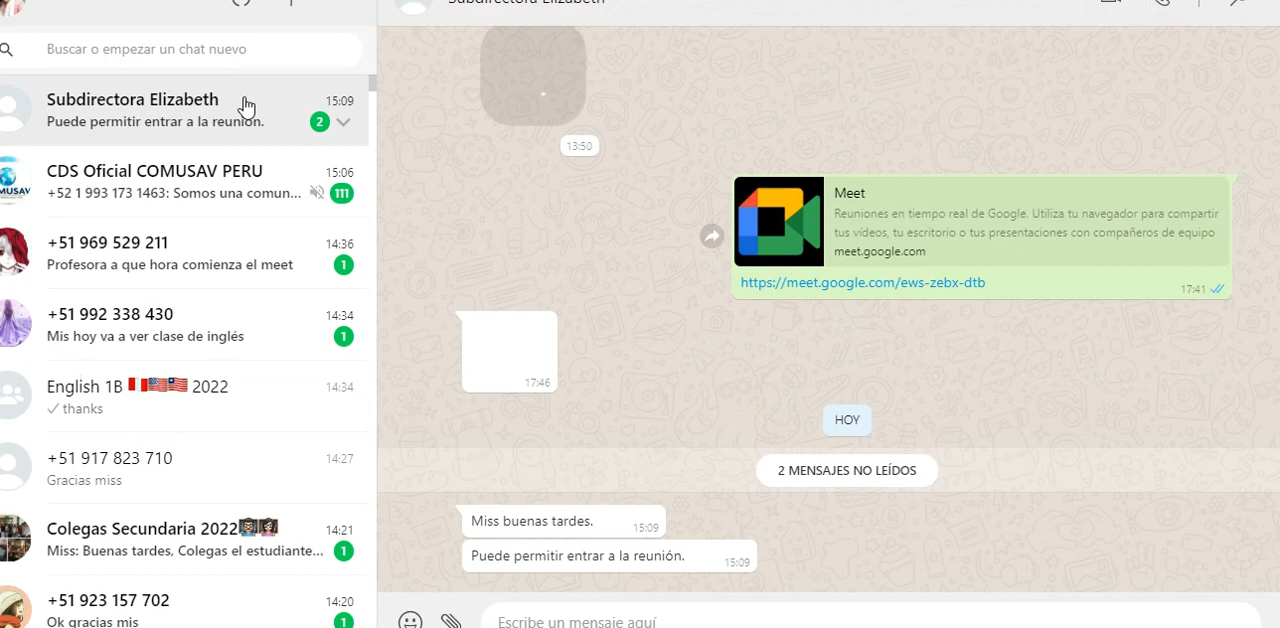 Subdirectora Elizabeth
Buscar o empezar un chat nuevo
Subdirectora Elizabeth
15:09
Puede permitir entrar a la reunión.
2
CDS Oficial COMUSAV PERU
15:06
+52 1 993 173 1463: Somos una comun...
111
+51 969 529 211
14:36
Profesora a que hora comienza el meet
1
+51 992 338 430
14:34
Mis hoy va a ver clase de inglés
1
English 1B 🇵🇪🇺🇸🇱🇷 2022
14:34
thanks
+51 917 823 710
14:27
Gracias miss
Colegas Secundaria 2022
14:21
Miss: Buenas tardes, Colegas el estudiante...
1
+51 923 157 702
14:20
Ok gracias mis
1
13:50
Meet
Reuniones en tiempo real de Google. Utiliza tu navegador para compartir
tus vídeos, tu escritorio o tus presentaciones con compañeros de equipo
meet.google.com
https://meet.google.com/ews-zebx-dtb
17:41
17:46
HOY
2 MENSAJES NO LEÍDOS
Miss buenas tardes.
15:09
Puede permitir entrar a la reunión.
15:09
Escribe un mensaje aquí